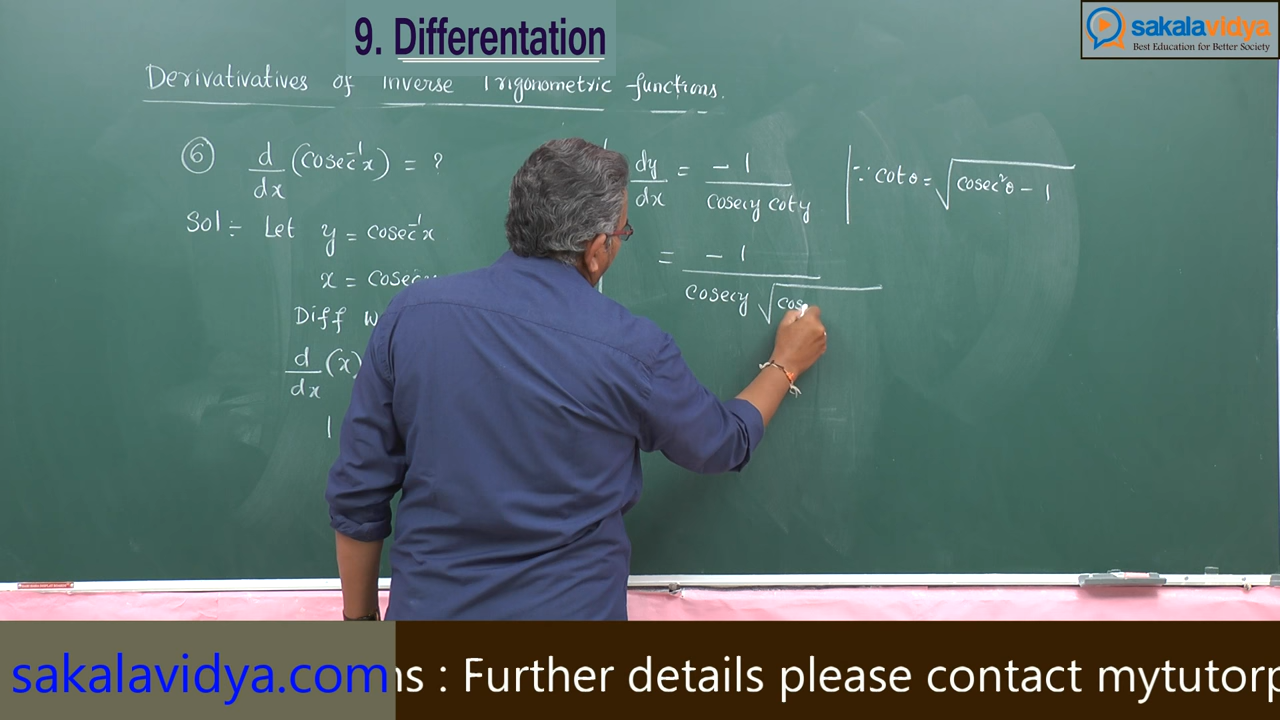 9. Differentation
sakalavidya
Best Education for Better Society
Derivativatives of Inverse Trigonometric functions.
⑥ d/dx (cosec⁻¹x) = ?
Sol :- Let y = cosec⁻¹x
x = cosecy
Diff w
d/dx (x)
1
dy/dx = -1 / cosecy coty
= -1 / cosecy √cos
∵ cotθ = √cosec²θ - 1
sakalavidya.com
ns : Further details please contact mytutorp